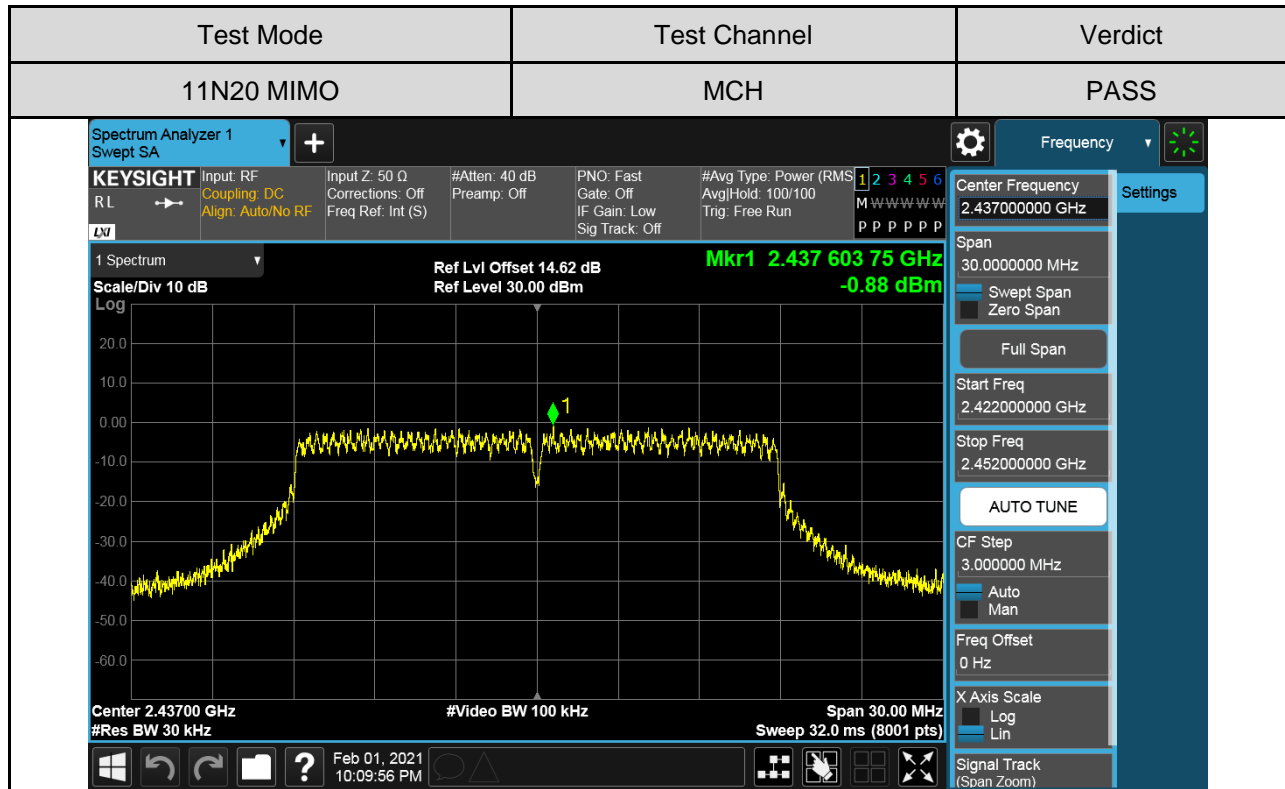 Test Mode Test Channel Verdict
11N20 MIMO MCH PASS
Spectrum Analyzer 1
Swept SA
Frequency
KEYSIGHT
R L
LXI
Input: RF
Coupling: DC
Align: Auto/No RF
Input Z: 50 Ω
Corrections: Off
Freq Ref: Int (S)
#Atten: 40 dB
Preamp: Off
PNO: Fast
Gate: Off
IF Gain: Low
Sig Track: Off
#Avg Type: Power (RMS
Avg|Hold: 100/100
Trig: Free Run
1 2 3 4 5 6
M W W W W W
P P P P P P
1 Spectrum
Scale/Div 10 dB
Ref Lvl Offset 14.62 dB
Ref Level 30.00 dBm
Mkr1 2.437 603 75 GHz
-0.88 dBm
Log
20.0
10.0
0.00
-10.0
-20.0
-30.0
-40.0
-50.0
-60.0
1
Center 2.43700 GHz
#Res BW 30 kHz
#Video BW 100 kHz
Span 30.00 MHz
Sweep 32.0 ms (8001 pts)
Feb 01, 2021
10:09:56 PM
Center Frequency
2.437000000 GHz
Settings
Span
30.0000000 MHz
Swept Span
Zero Span
Full Span
Start Freq
2.422000000 GHz
Stop Freq
2.452000000 GHz
AUTO TUNE
CF Step
3.000000 MHz
Auto
Man
Freq Offset
0 Hz
X Axis Scale
Log
Lin
Signal Track
(Span Zoom)